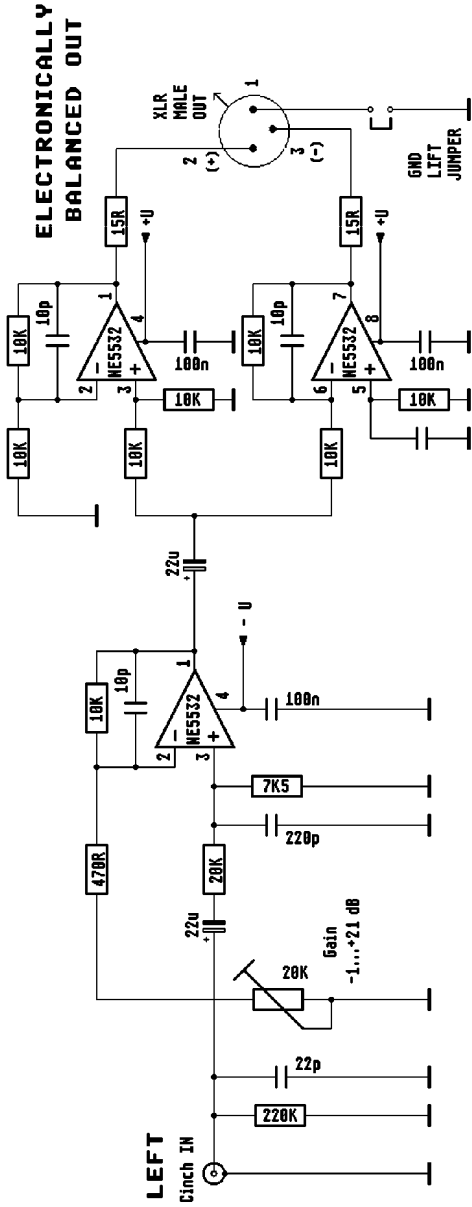 LEFT
Cinch IN
220K
22p
20K
Gain
-1...+21 dB
22u
+
470R
20K
220p
7K5
10K
10p
2
3
-
+
NE5532
1
4
- U
100n
22u
+
10K
10K
10p
2
3
-
+
NE5532
1
4
+U
100n
10K
10K
15R
10K
10K
10p
6
5
-
+
NE5532
7
8
+U
100n
10K
15R
ELECTRONICALLY
BALANCED OUT
XLR
MALE
OUT
2
(+)
3
(-)
1
GND
LIFT
JUMPER